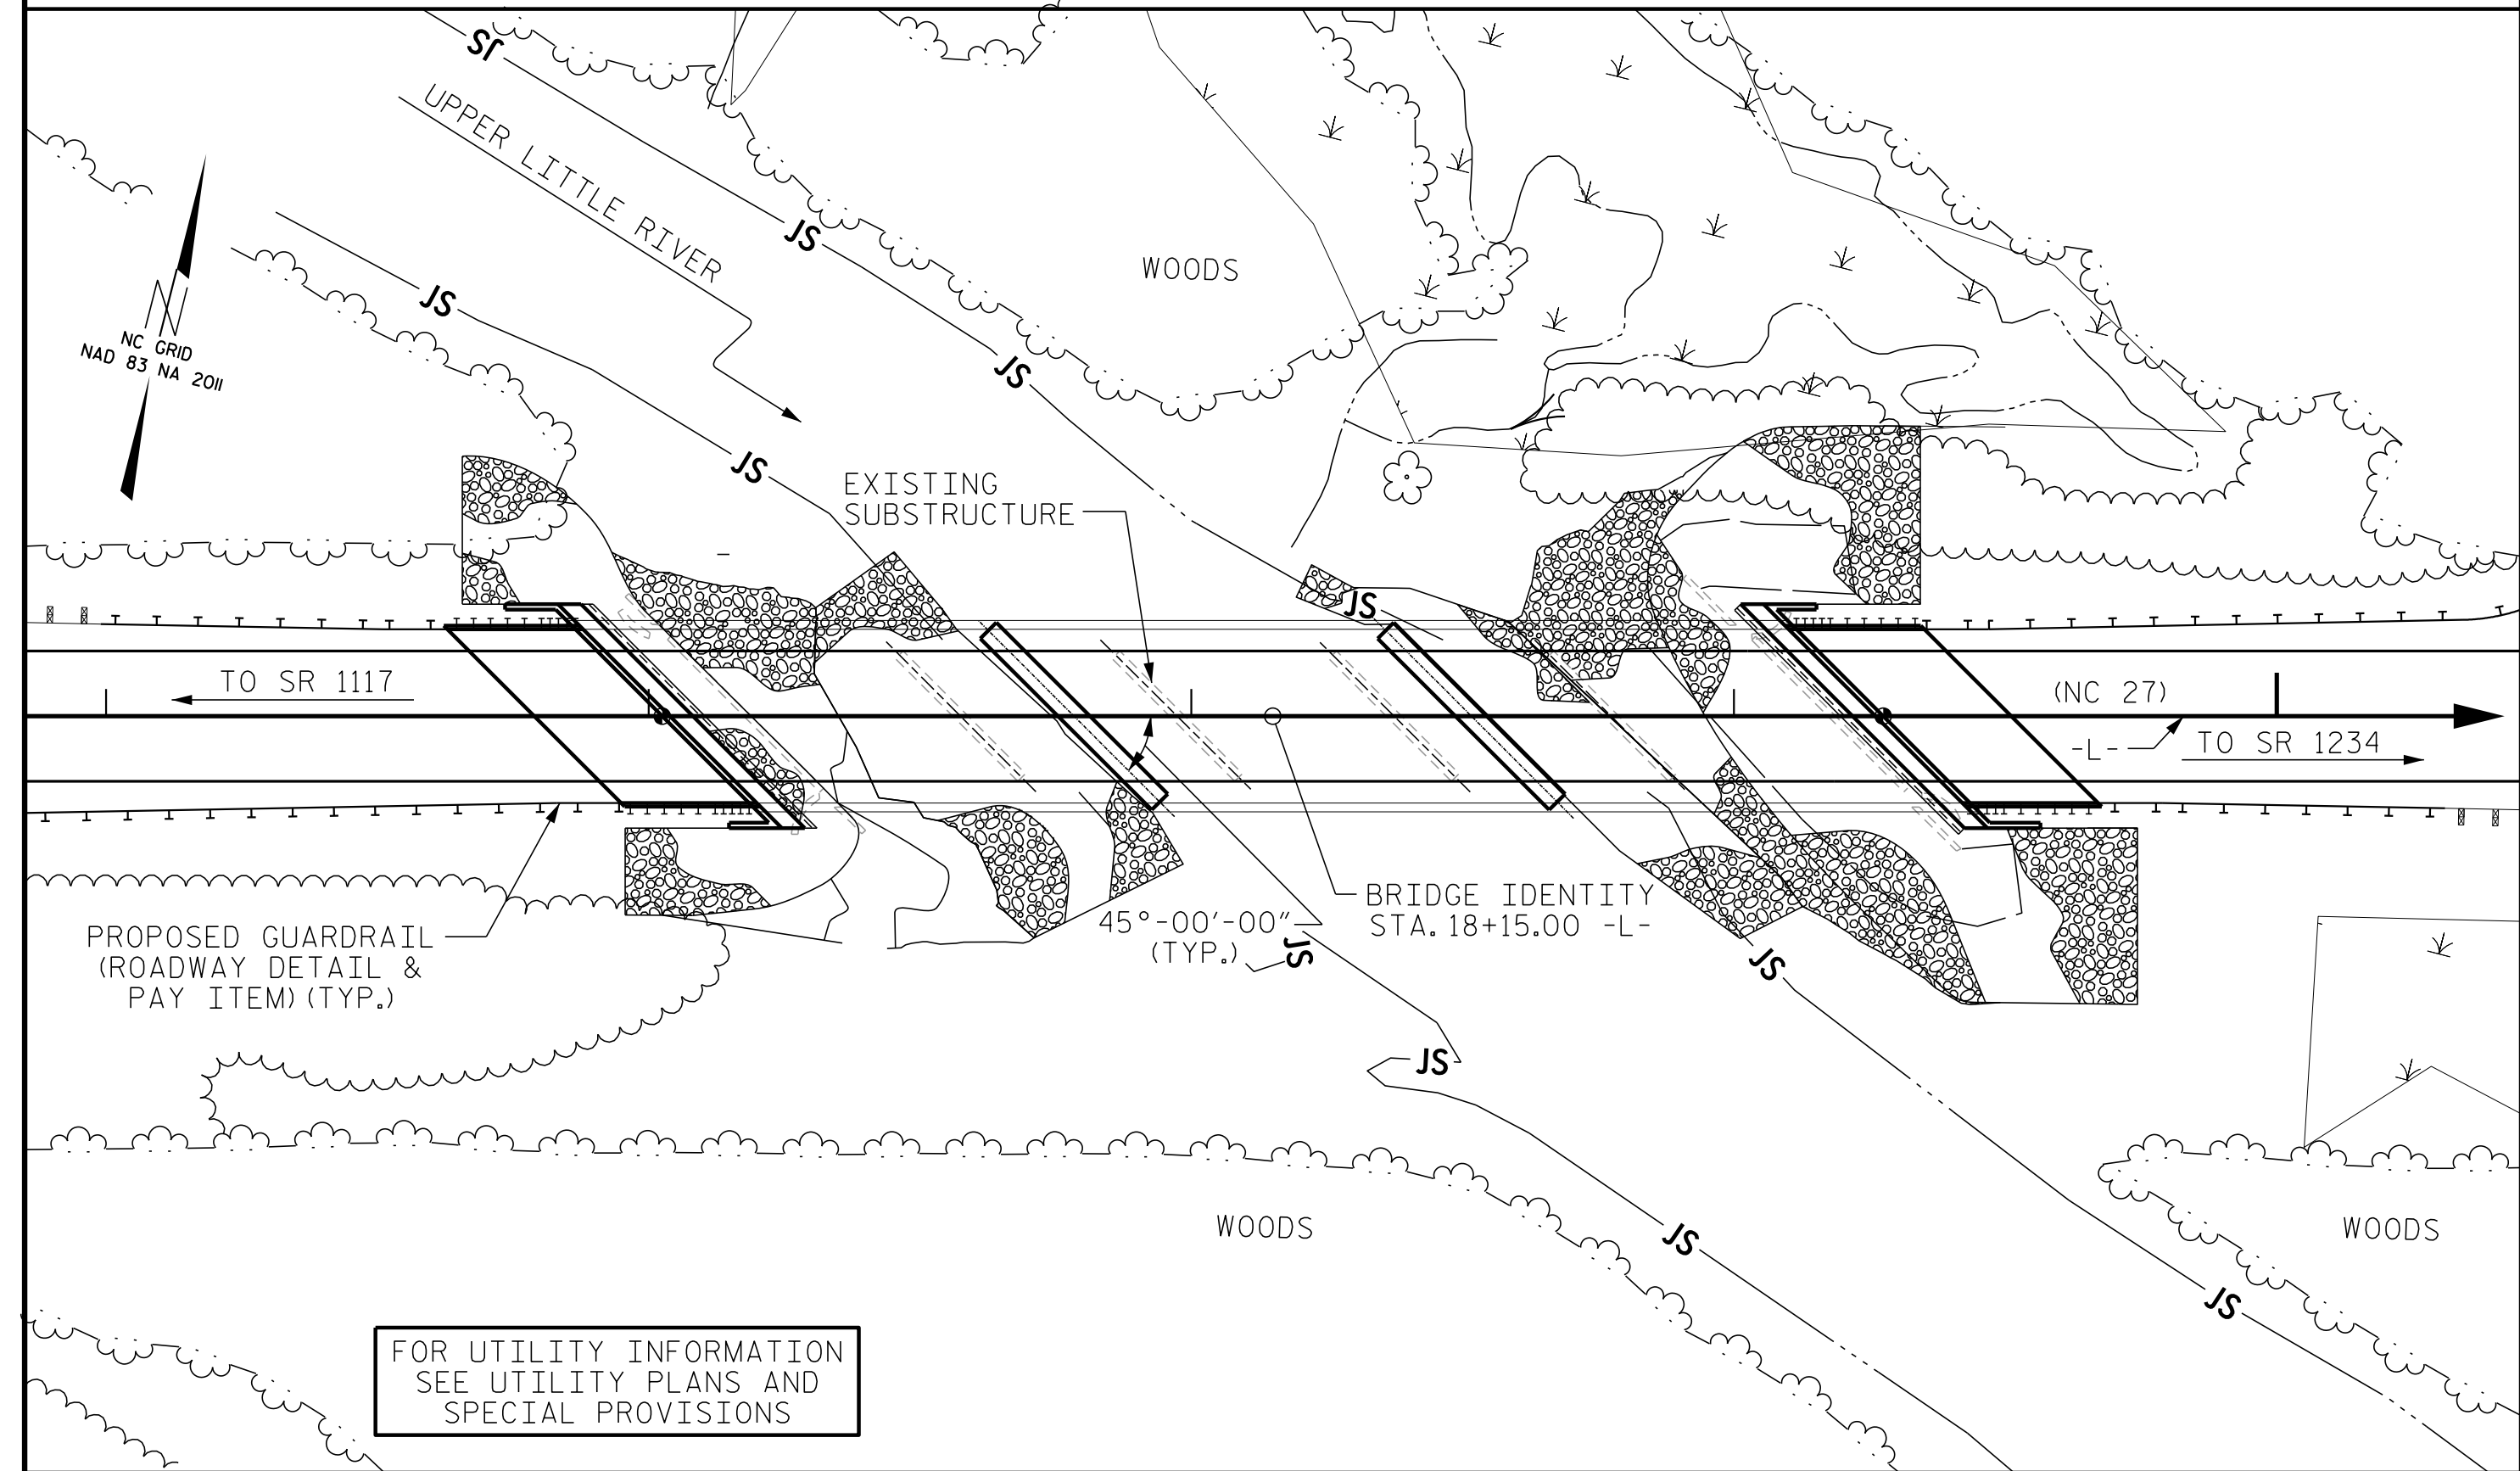 JS
UPPER LITTLE RIVER
JS
WOODS
JS
NC GRID
NAD 83 NA 2011
JS
JS
EXISTING
SUBSTRUCTURE
JS
TO SR 1117
(NC 27)
-L-
TO SR 1234
BRIDGE IDENTITY
STA. 18+15.00 -L-
45°-00'-00"
(TYP.)
JS
JS
PROPOSED GUARDRAIL
(ROADWAY DETAIL &
PAY ITEM) (TYP.)
JS
WOODS
JS
WOODS
JS
FOR UTILITY INFORMATION
SEE UTILITY PLANS AND
SPECIAL PROVISIONS